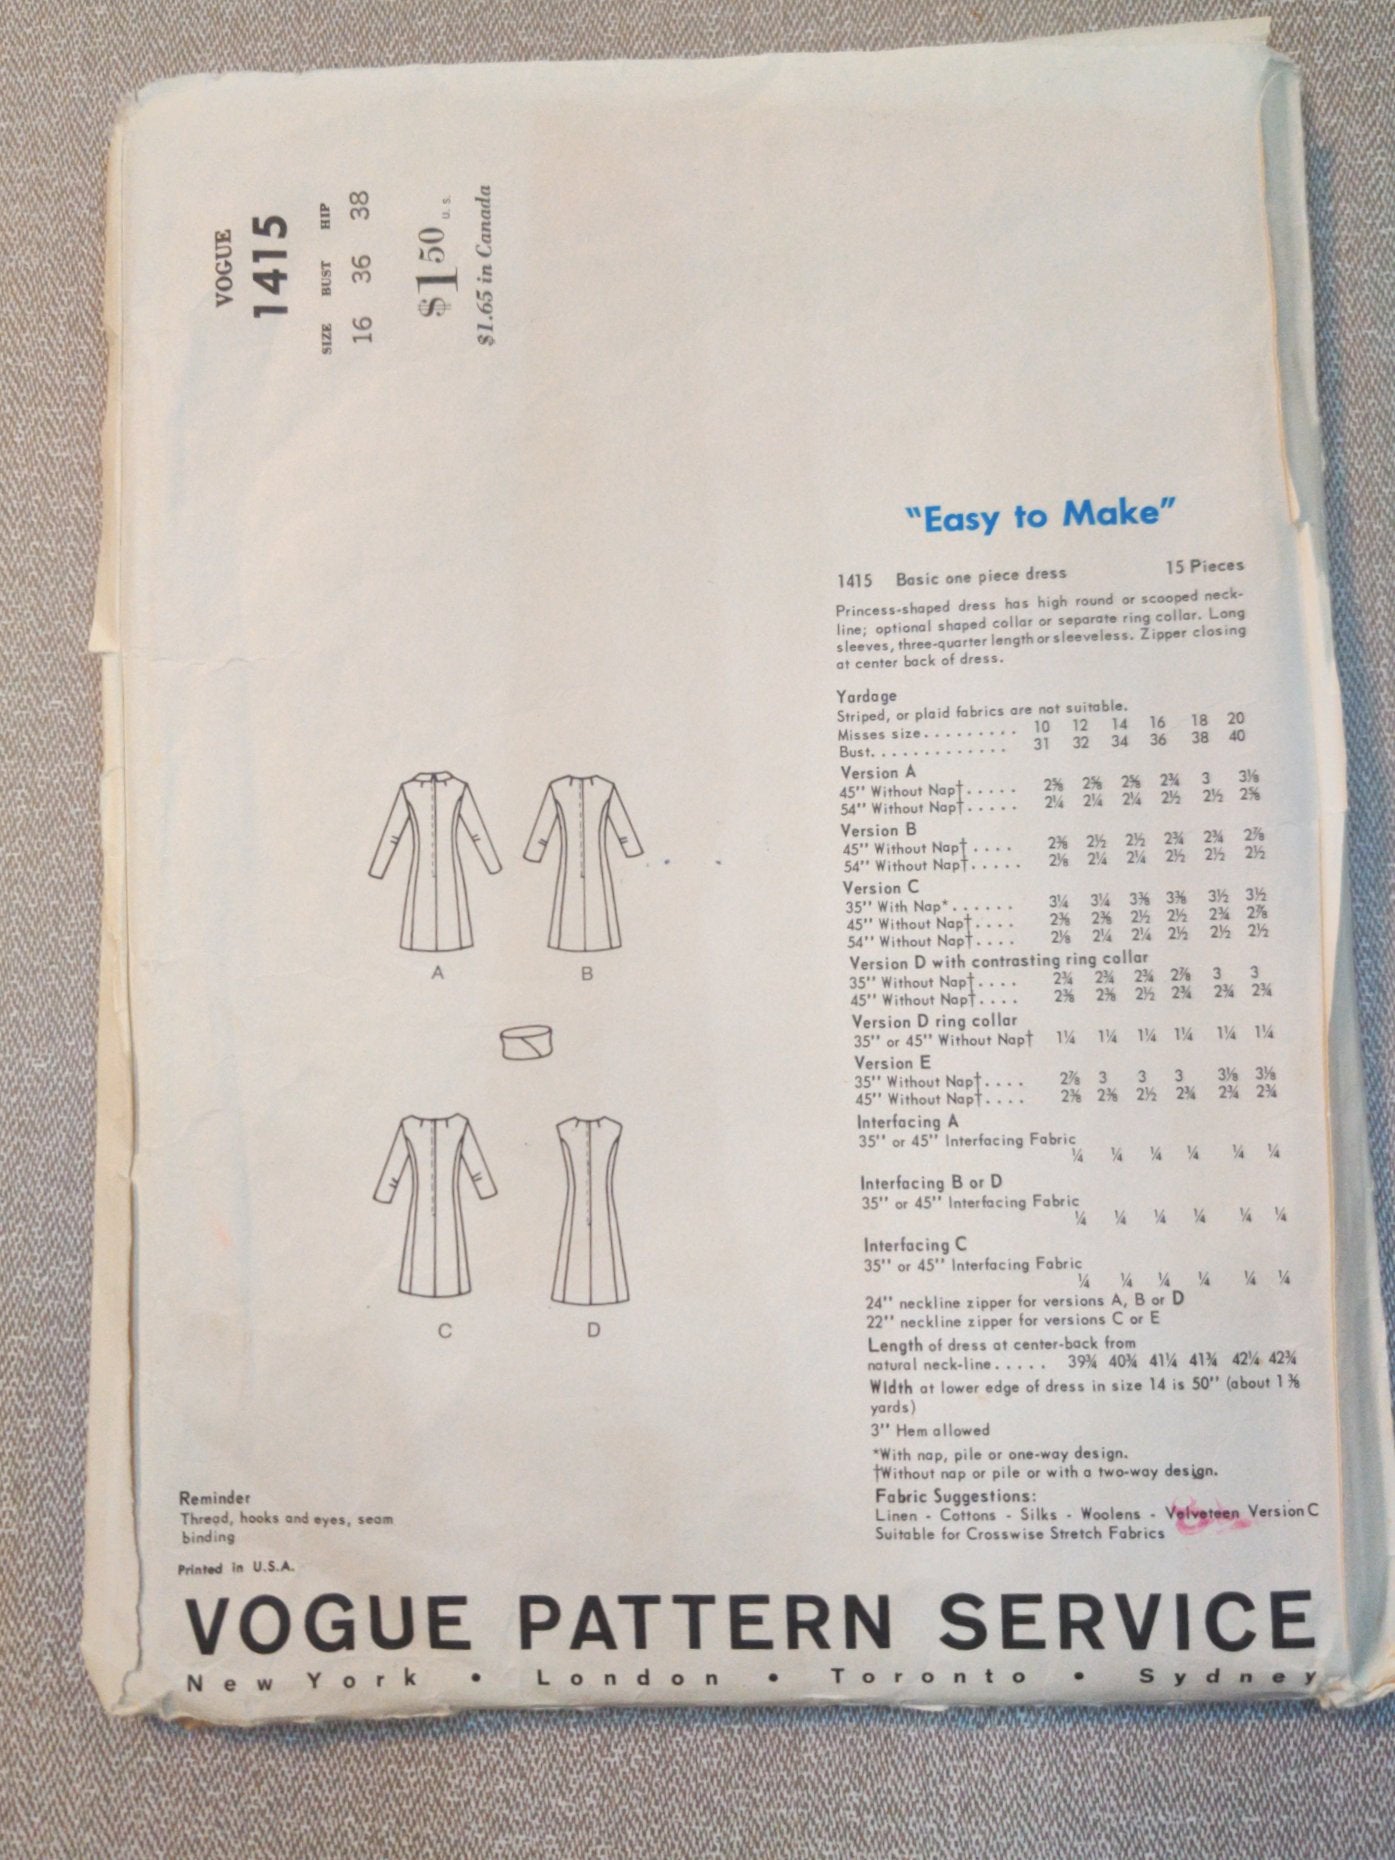 VOGUE
1415
SIZE BUST HIP
16 36 38
$1.50 U.S.
$1.65 in Canada
"Easy to Make"
1415 Basic one piece dress 15 Pieces
Princess-shaped dress has high round or scooped neck-
line; optional shaped collar or separate ring collar. Long
sleeves, three-quarter length or sleeveless. Zipper closing
at center back of dress.
Yardage
Striped, or plaid fabrics are not suitable.
Misses size......... 10 12 14 16 18 20
Bust............. 31 32 34 36 38 40
Version A
45" Without Nap†..... 2⅝ 2⅝ 2⅝ 2¾ 3 3⅛
54" Without Nap†..... 2¼ 2¼ 2¼ 2½ 2½ 2⅝
Version B
45" Without Nap†.... 2⅜ 2½ 2½ 2¾ 2¾ 2⅞
54" Without Nap†..... 2⅛ 2¼ 2¼ 2½ 2½ 2½
Version C
35" With Nap*...... 3¼ 3¼ 3⅜ 3⅜ 3½ 3½
45" Without Nap†.... 2⅜ 2⅜ 2½ 2½ 2¾ 2⅞
54" Without Nap†.... 2⅛ 2¼ 2¼ 2½ 2½ 2½
Version D with contrasting ring collar
35" Without Nap†.... 2¾ 2¾ 2¾ 2⅞ 3 3
45" Without Nap†.... 2⅜ 2⅜ 2½ 2¾ 2¾ 2¾
Version D ring collar
35" or 45" Without Nap† 1¼ 1¼ 1¼ 1¼ 1¼ 1¼
Version E
35" Without Nap†.... 2⅞ 3 3 3 3⅛ 3⅛
45" Without Nap†.... 2⅜ 2⅜ 2½ 2¾ 2¾ 2¾
Interfacing A
35" or 45" Interfacing Fabric
¼ ¼ ¼ ¼ ¼ ¼
Interfacing B or D
35" or 45" Interfacing Fabric
¼ ¼ ¼ ¼ ¼ ¼
Interfacing C
35" or 45" Interfacing Fabric
¼ ¼ ¼ ¼ ¼ ¼
24" neckline zipper for versions A, B or D
22" neckline zipper for versions C or E
Length of dress at center-back from
natural neck-line..... 39¾ 40¾ 41¼ 41¾ 42¼ 42¾
Width at lower edge of dress in size 14 is 50" (about 1⅜
yards)
3" Hem allowed
*With nap, pile or one-way design.
†Without nap or pile or with a two-way design.
Fabric Suggestions:
Linen - Cottons - Silks - Woolens - Velveteen Version C
Suitable for Crosswise Stretch Fabrics
A B
C D
Reminder
Thread, hooks and eyes, seam
binding
Printed in U.S.A.
VOGUE PATTERN SERVICE
New York • London • Toronto • Sydney